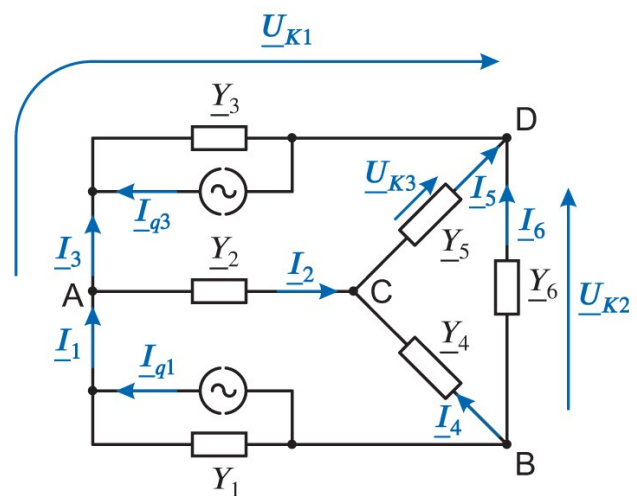 U_K1
D
Y_3
U_K3
I_5
I_q3
I_3
Y_2
I_2
Y_5
I_6
A
C
Y_6
U_K2
I_1
I_q1
Y_4
I_4
Y_1
B